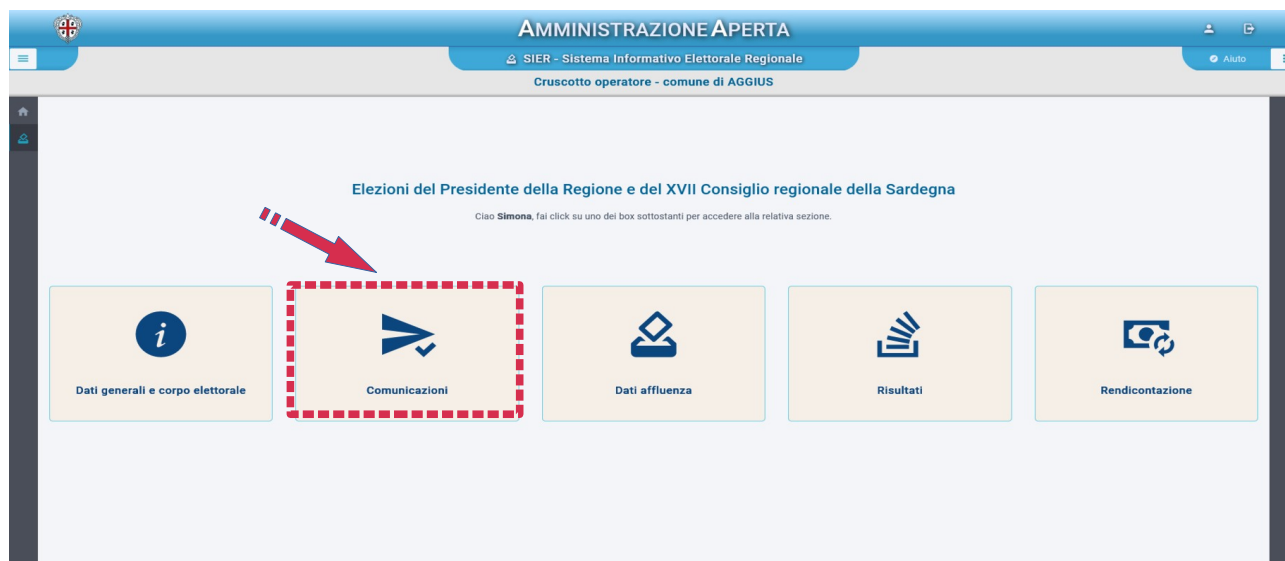 AMMINISTRAZIONE APERTA
SIER - Sistema Informativo Elettorale Regionale
Aiuto
Cruscotto operatore - comune di AGGIUS
Elezioni del Presidente della Regione e del XVII Consiglio regionale della Sardegna
Ciao Simona, fai click su uno dei box sottostanti per accedere alla relativa sezione.
i
Dati generali e corpo elettorale
Comunicazioni
Dati affluenza
Risultati
Rendicontazione